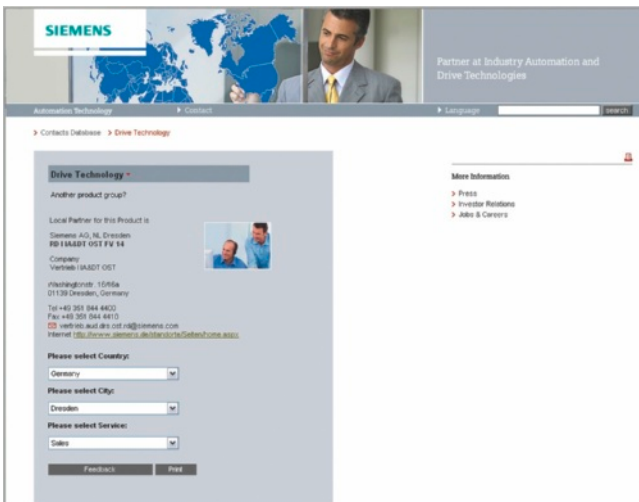 SIEMENS
Partner at Industry Automation and
Drive Technologies
Automation Technology
Contact
Language
search
Contacts Database
Drive Technology
Drive Technology
Another product group?
Local Partner for this Product is
Siemens AG, NL Dresden
Company
Vertrieb I IA&DT OST
01139 Dresden, Germany
Tel +49 351 844 4400
Fax +49 351 844 4410
Internet
Please select Country:
Germany
Please select City:
Dresden
Please select Service:
Sales
Feedback
Print
More Information
Press
Investor Relations
Jobs & Careers